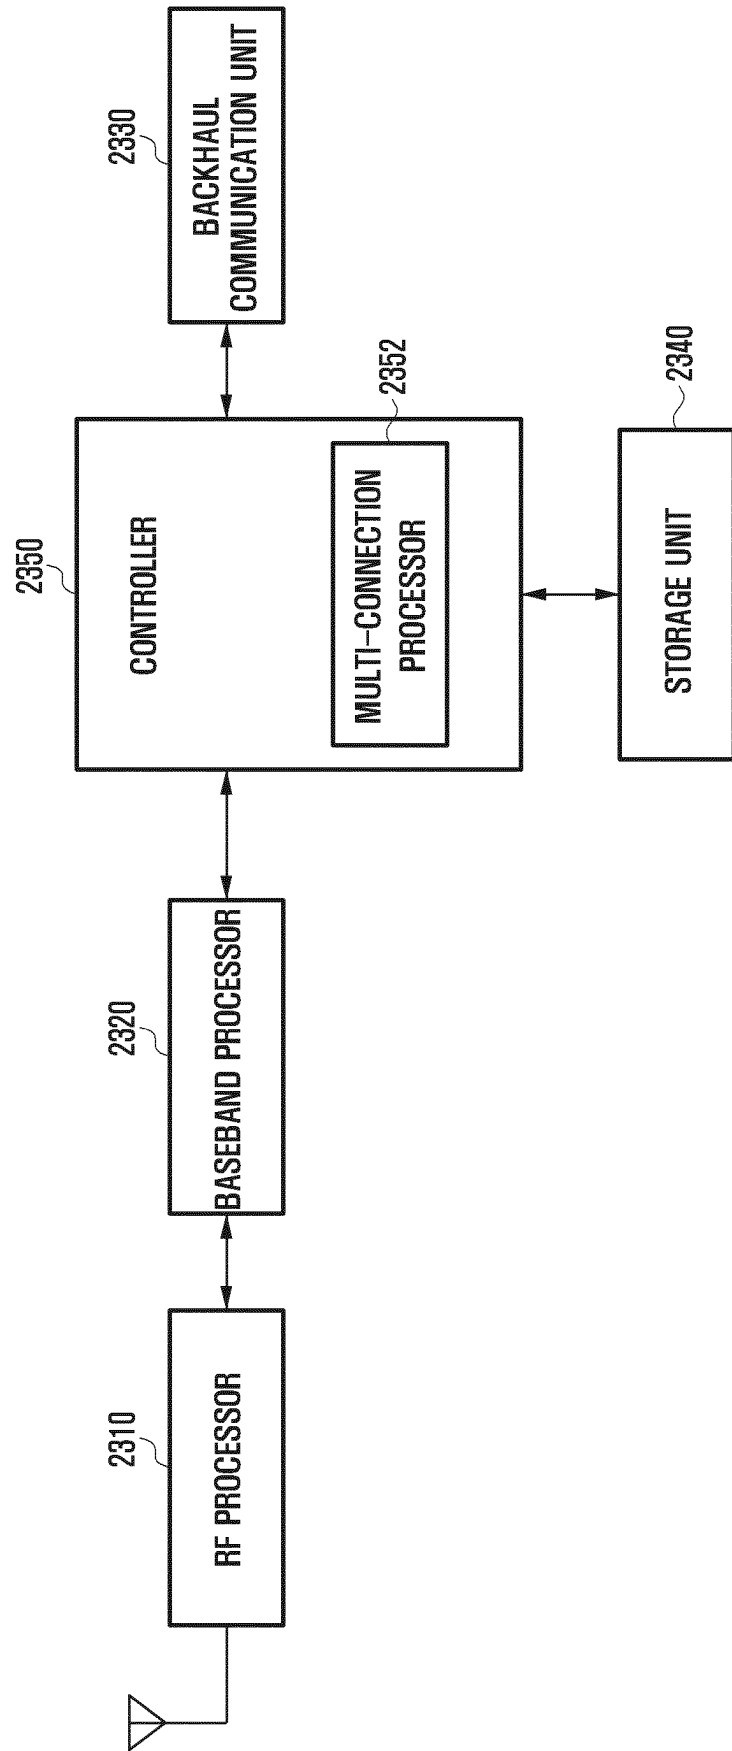 2310
RF PROCESSOR
2320
BASEBAND PROCESSOR
2350
CONTROLLER
2352
MULTI-CONNECTION
PROCESSOR
2330
BACKHAUL
COMMUNICATION UNIT
2340
STORAGE UNIT